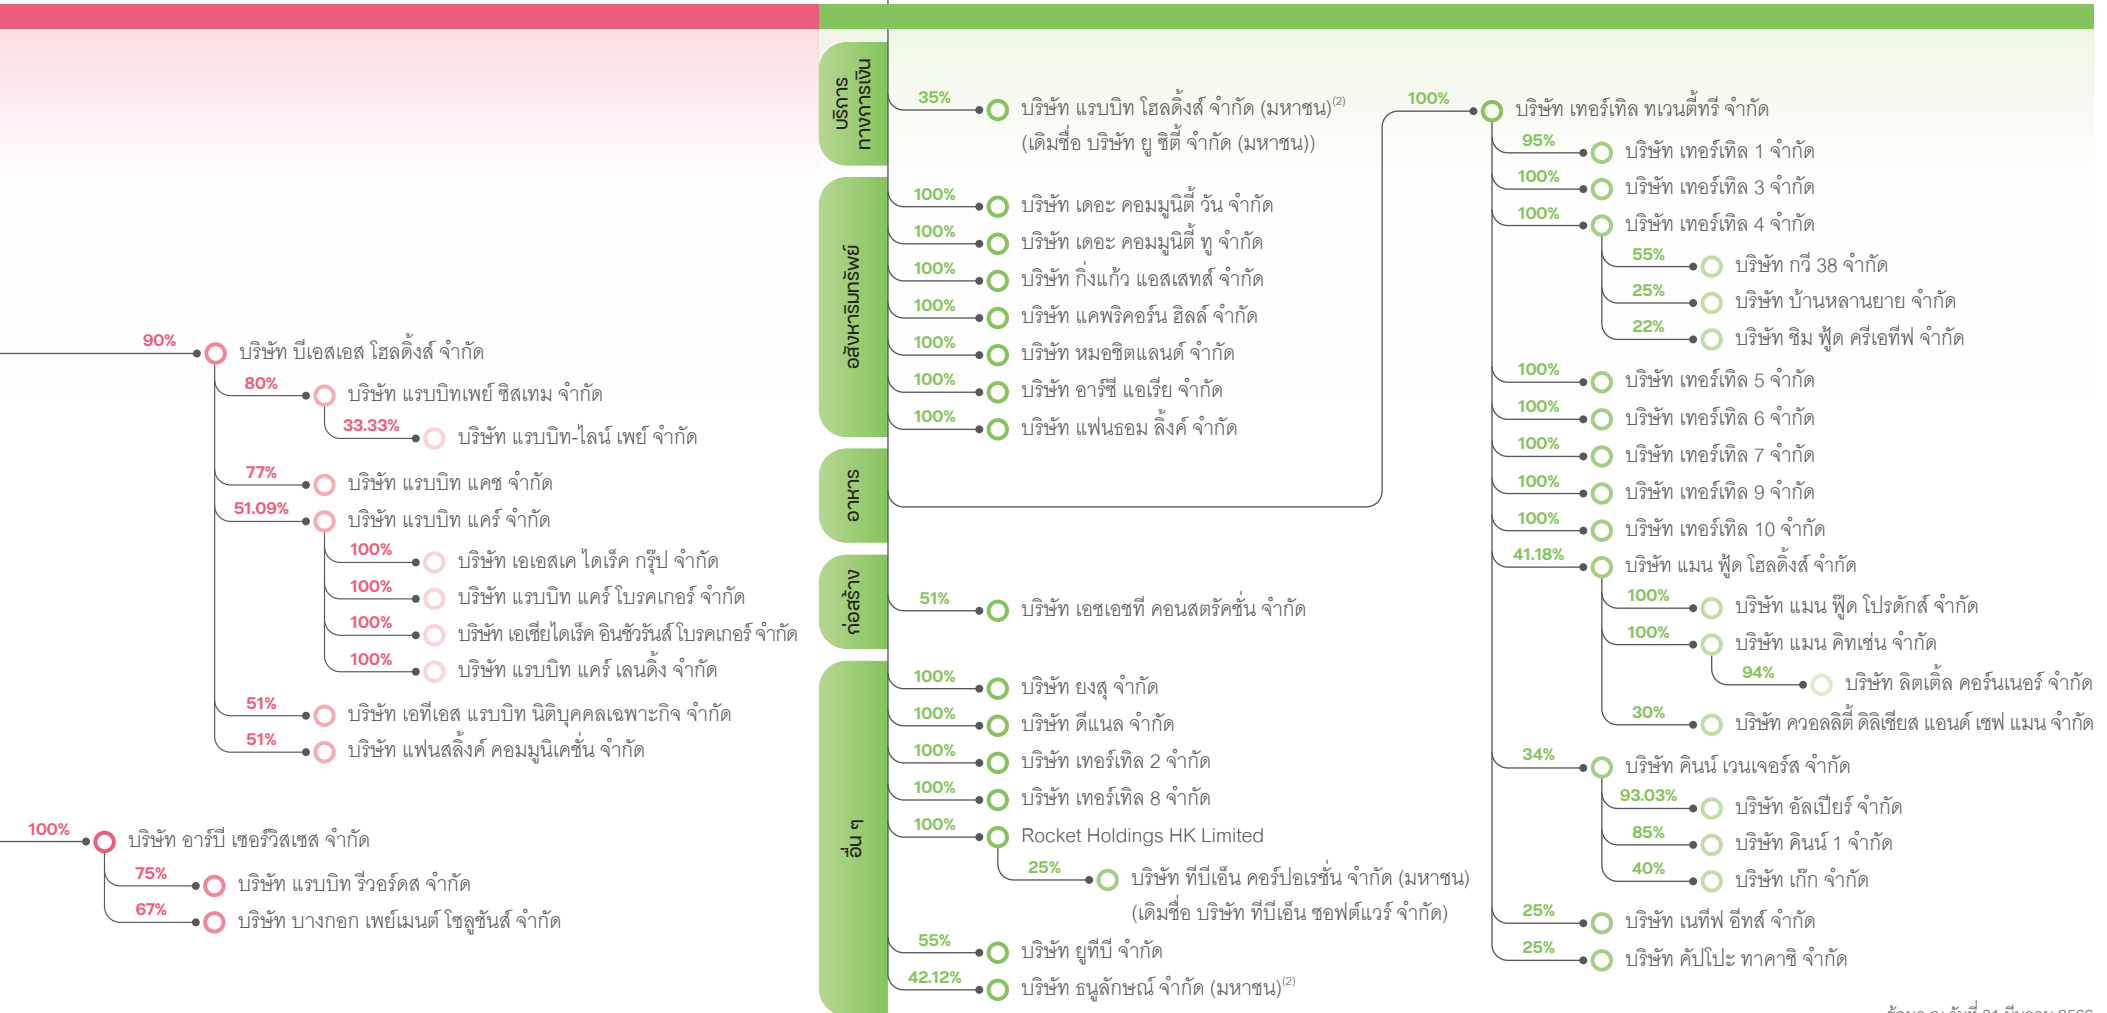 90%
บริษัท บีเอสเอส โฮลดิ้งส์ จำกัด
80%
บริษัท แรบบิทเพย์ ซิสเทม จำกัด
33.33%
บริษัท แรบบิท-ไลน์ เพย์ จำกัด
77%
บริษัท แรบบิท แคช จำกัด
51.09%
บริษัท แรบบิท แคร์ จำกัด
100%
บริษัท เอเอสเค ไดเร็ค กรุ๊ป จำกัด
100%
บริษัท แรบบิท แคร์ โบรคเกอร์ จำกัด
100%
บริษัท เอเชียไดเร็ค อินชัวรันส์ โบรคเกอร์ จำกัด
100%
บริษัท แรบบิท แคร์ เลนดิ้ง จำกัด
51%
บริษัท เอทีเอส แรบบิท นิติบุคคลเฉพาะกิจ จำกัด
51%
บริษัท แฟนสลิ้งค์ คอมมูนิเคชั่น จำกัด
100%
บริษัท อาร์บี เซอร์วิสเซส จำกัด
75%
บริษัท แรบบิท รีวอร์ดส จำกัด
67%
บริษัท บางกอก เพย์เมนต์ โซลูชันส์ จำกัด
บริการ
ทางการเงิน
35%
บริษัท แรบบิท โฮลดิ้งส์ จำกัด (มหาชน)⁽²⁾
(เดิมชื่อ บริษัท ยู ซิตี้ จำกัด (มหาชน))
อสังหาริมทรัพย์
100%
บริษัท เดอะ คอมมูนิตี้ วัน จำกัด
100%
บริษัท เดอะ คอมมูนิตี้ ทู จำกัด
100%
บริษัท กิ่งแก้ว แอสเสทส์ จำกัด
100%
บริษัท แคพริคอร์น ฮิลล์ จำกัด
100%
บริษัท หมอชิตแลนด์ จำกัด
100%
บริษัท อาร์ซี แอเรีย จำกัด
100%
บริษัท แฟนธอม ลิ้งค์ จำกัด
อาหาร
ก่อสร้าง
51%
บริษัท เอชเอชที คอนสตรัคชั่น จำกัด
อื่น ๆ
100%
บริษัท ยงสุ จำกัด
100%
บริษัท ดีแนล จำกัด
100%
บริษัท เทอร์เทิล 2 จำกัด
100%
บริษัท เทอร์เทิล 8 จำกัด
100%
Rocket Holdings HK Limited
25%
บริษัท ทีบีเอ็น คอร์ปอเรชั่น จำกัด (มหาชน)
(เดิมชื่อ บริษัท ทีบีเอ็น ซอฟต์แวร์ จำกัด)
55%
บริษัท ยูทีบี จำกัด
42.12%
บริษัท ธนูลักษณ์ จำกัด (มหาชน)⁽²⁾
100%
บริษัท เทอร์เทิล ทเวนตี้ทรี จำกัด
95%
บริษัท เทอร์เทิล 1 จำกัด
100%
บริษัท เทอร์เทิล 3 จำกัด
100%
บริษัท เทอร์เทิล 4 จำกัด
55%
บริษัท กวี 38 จำกัด
25%
บริษัท บ้านหลานยาย จำกัด
22%
บริษัท ชิม ฟู้ด ครีเอทีฟ จำกัด
100%
บริษัท เทอร์เทิล 5 จำกัด
100%
บริษัท เทอร์เทิล 6 จำกัด
100%
บริษัท เทอร์เทิล 7 จำกัด
100%
บริษัท เทอร์เทิล 9 จำกัด
100%
บริษัท เทอร์เทิล 10 จำกัด
41.18%
บริษัท แมน ฟู้ด โฮลดิ้งส์ จำกัด
100%
บริษัท แมน ฟู๊ด โปรดักส์ จำกัด
100%
บริษัท แมน คิทเช่น จำกัด
94%
บริษัท ลิตเติ้ล คอร์นเนอร์ จำกัด
30%
บริษัท ควอลลิตี้ ดิลิเชียส แอนด์ เชฟ แมน จำกัด
34%
บริษัท คินน์ เวนเจอร์ส จำกัด
93.03%
บริษัท อัลเปียร์ จำกัด
85%
บริษัท คินน์ 1 จำกัด
40%
บริษัท เก๊ก จำกัด
25%
บริษัท เนทีฟ อีทส์ จำกัด
25%
บริษัท คัปโปะ ทาคาชิ จำกัด